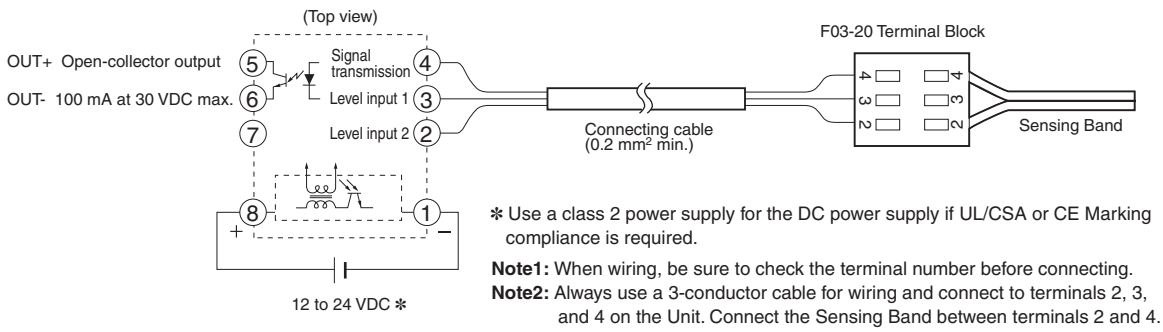 (Top view)
F03-20 Terminal Block
OUT+ Open-collector output
5
Signal
transmission
4
OUT- 100 mA at 30 VDC max.
6
Level input 1
3
7
Level input 2
2
Connecting cable
(0.2 mm² min.)
4
4
3
3
2
2
Sensing Band
8
1
+
−
12 to 24 VDC ✻
✻ Use a class 2 power supply for the DC power supply if UL/CSA or CE Marking
compliance is required.
Note1: When wiring, be sure to check the terminal number before connecting.
Note2: Always use a 3-conductor cable for wiring and connect to terminals 2, 3,
and 4 on the Unit. Connect the Sensing Band between terminals 2 and 4.